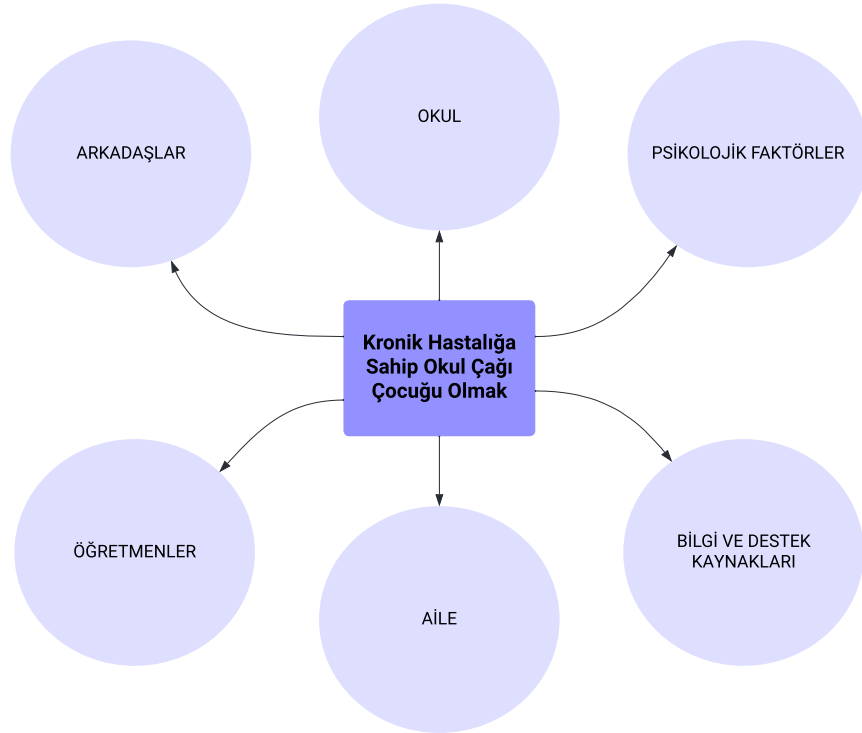 OKUL
ARKADAŞLAR
PSİKOLOJİK FAKTÖRLER
Kronik Hastalığa
Sahip Okul Çağı
Çocuğu Olmak
ÖĞRETMENLER
BİLGİ VE DESTEK
KAYNAKLARI
AİLE